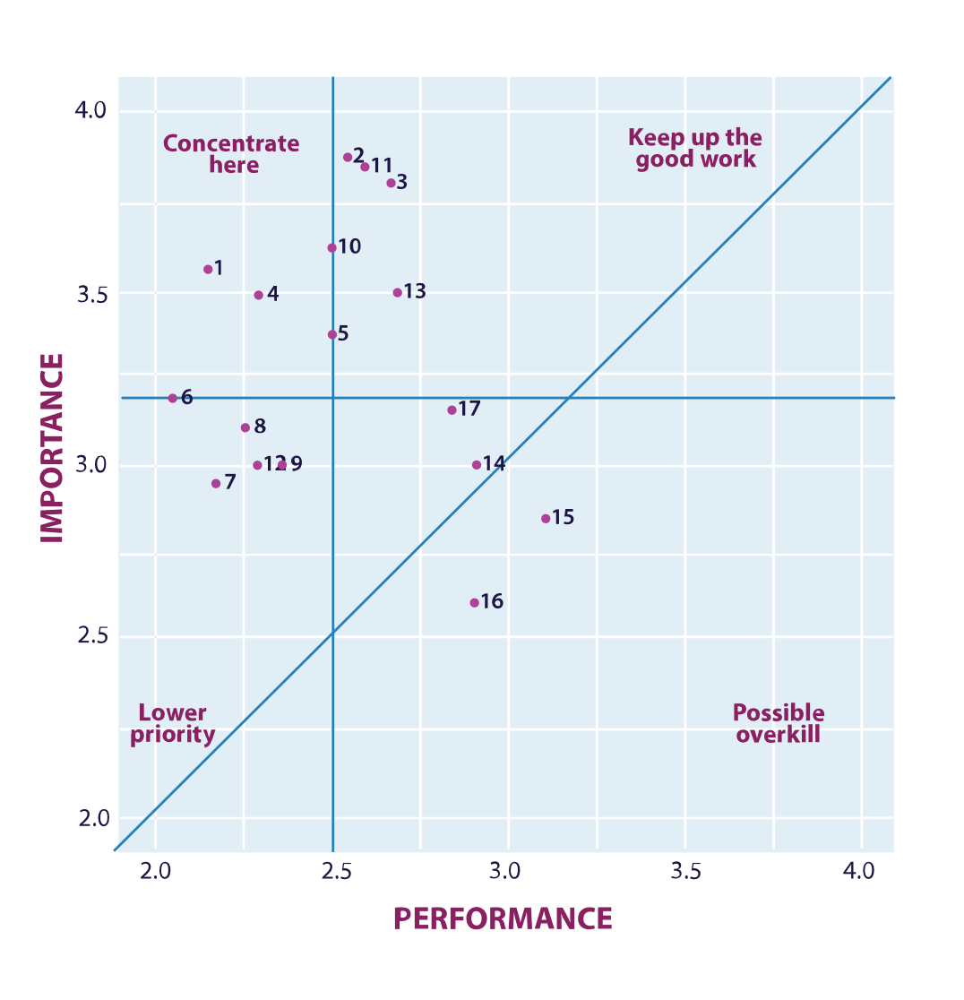 4.0
Concentrate
here
Keep up the
good work
2
11
3
10
1
3.5
4
13
5
6
17
8
3.0
12
9
14
7
15
16
2.5
Lower
priority
Possible
overkill
2.0
IMPORTANCE
2.0
2.5
3.0
3.5
4.0
PERFORMANCE